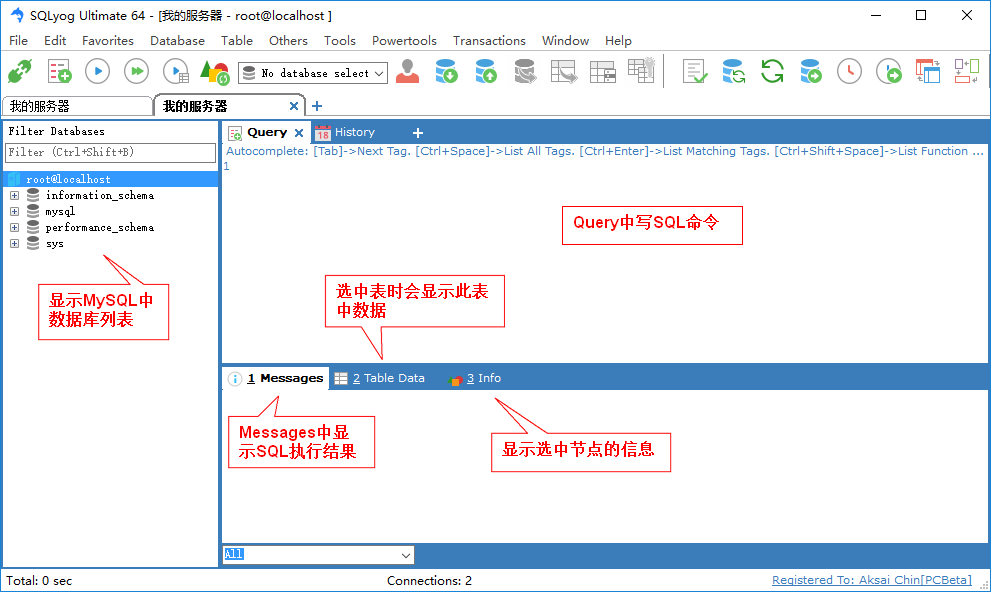 SQLyog Ultimate 64 - [我的服务器 - root@localhost ]
File Edit Favorites Database Table Others Tools Powertools Transactions Window Help
No database select
我的服务器 我的服务器
Filter Databases
Filter (Ctrl+Shift+B)
root@localhost
information_schema
mysql
performance_schema
sys
显示MySQL中
数据库列表
Query 18 History
Autocomplete: [Tab]->Next Tag. [Ctrl+Space]->List All Tags. [Ctrl+Enter]->List Matching Tags. [Ctrl+Shift+Space]->List Function ...
1
Query中写SQL命令
选中表时会显示此表
中数据
1 Messages 2 Table Data 3 Info
Messages中显
示SQL执行结果
显示选中节点的信息
All
Total: 0 sec Connections: 2 Registered To: Aksai Chin[PCBeta]